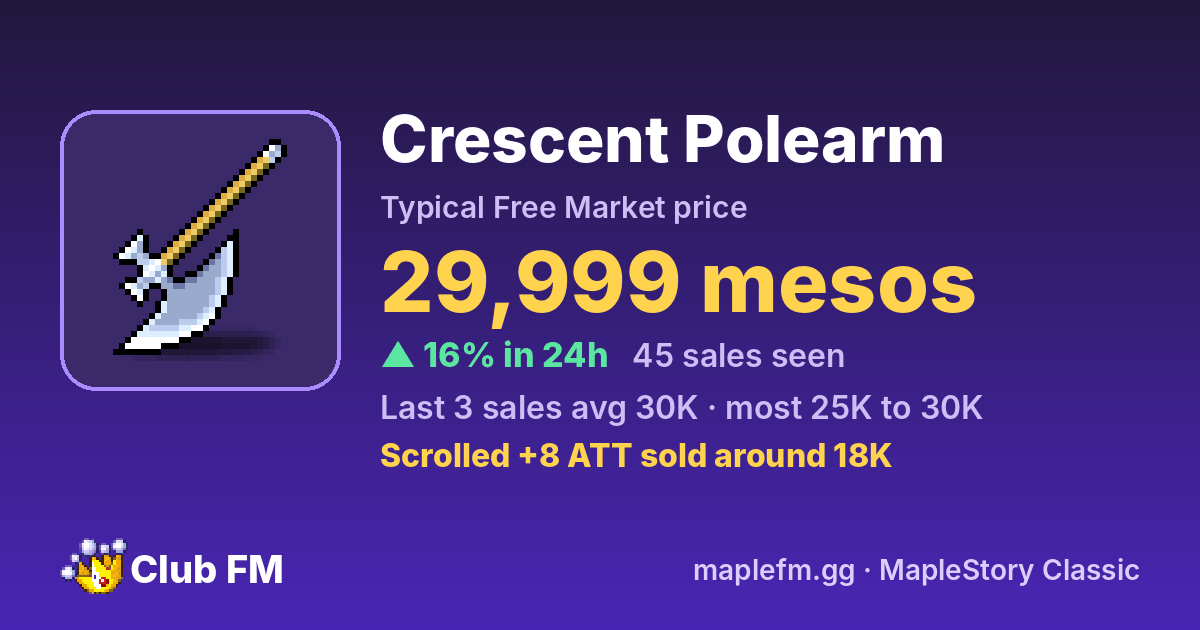 Crescent Polearm
Typical Free Market price
29,999 mesos
▲ 16% in 24h 45 sales seen
Last 3 sales avg 30K · most 25K to 30K
Scrolled +8 ATT sold around 18K
Club FM
maplefm.gg · MapleStory Classic